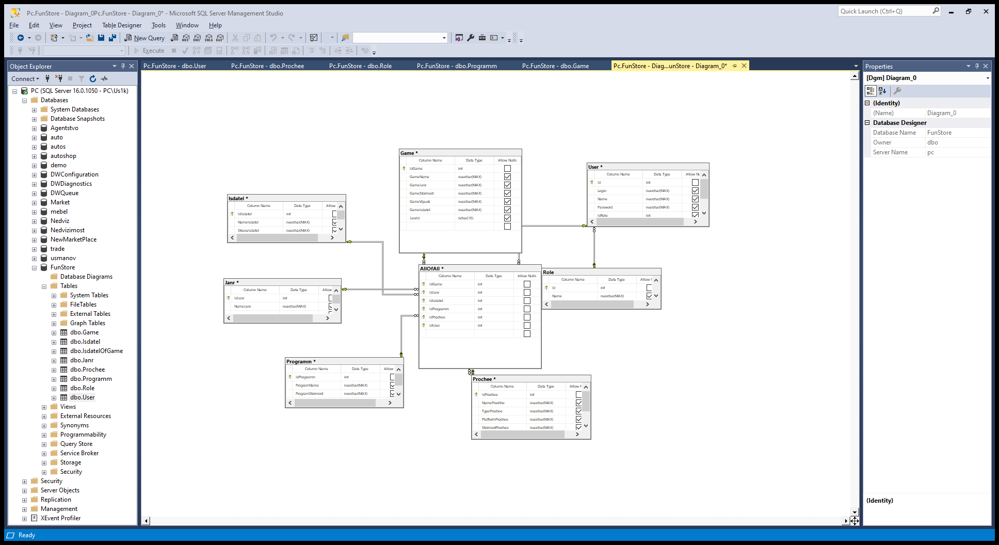 Pc.FunStore - Diagram_0Pc.FunStore - Diagram_0* - Microsoft SQL Server Management Studio
Quick Launch (Ctrl+Q)
File Edit View Project Table Designer Tools Window Help
New Query
MDX DMX XMLA DAX
Execute
Object Explorer
Connect
PC (SQL Server 16.0.1050 - PC\Us1k)
Databases
System Databases
Database Snapshots
Agentstvo
auto
autos
autoshop
demo
DWConfiguration
DWDiagnostics
DWQueue
Market
mebel
Nedviz
Nedvizimost
NewMarketPlace
trade
usmanov
FunStore
Database Diagrams
Tables
System Tables
FileTables
External Tables
Graph Tables
dbo.Game
dbo.Isdatel
dbo.IsdatelOfGame
dbo.Janr
dbo.Prochee
dbo.Programm
dbo.Role
dbo.User
Views
External Resources
Synonyms
Programmability
Query Store
Service Broker
Storage
Security
Security
Server Objects
Replication
Management
XEvent Profiler
Pc.FunStore - dbo.User
Pc.FunStore - dbo.Prochee
Pc.FunStore - dbo.Role
Pc.FunStore - dbo.Programm
Pc.FunStore - dbo.Game
Pc.FunStore - Diag...unStore - Diagram_0*
Game *
Column Name Data Type Allow Nulls
IdGame int
GameName nvarchar(MAX)
GameJanr nvarchar(MAX)
GameStoimost nvarchar(MAX)
GameVipusk nvarchar(MAX)
GameIsdatel nvarchar(MAX)
JanrId nchar(10)
User *
Column Name Data Type Allow Nu
Id int
Login nvarchar(MAX)
Name nvarchar(MAX)
Password nvarchar(MAX)
IdRole int
Isdatel *
Column Name Data Type Allow
IdIsdatel int
NameIsdatel nvarchar(MAX)
StranaIsdatel nvarchar(MAX)
AllOfAll *
Column Name Data Type Allow Nulls
IdGame int
IdJanr int
IdIsdatel int
IdProgramm int
IdProchee int
IdUser int
Role
Column Name Data Type Allow
Id int
Name nvarchar(MAX)
Janr *
Column Name Data Type Allow
IdJanr int
NameJanr nvarchar(MAX)
Programm *
Column Name Data Type Allow
IdProgramm int
ProgramName nvarchar(MAX)
ProgramStoimost nvarchar(MAX)
Prochee *
Column Name Data Type Allow N
IdProchee int
NameProchhe nvarchar(MAX)
TypeProchee nvarchar(MAX)
PlatformProchee nvarchar(MAX)
StoimostProchee nvarchar(MAX)
Properties
[Dgm] Diagram_0
(Identity)
(Name) Diagram_0
Database Designer
Database Name FunStore
Owner dbo
Server Name pc
(Identity)
Ready